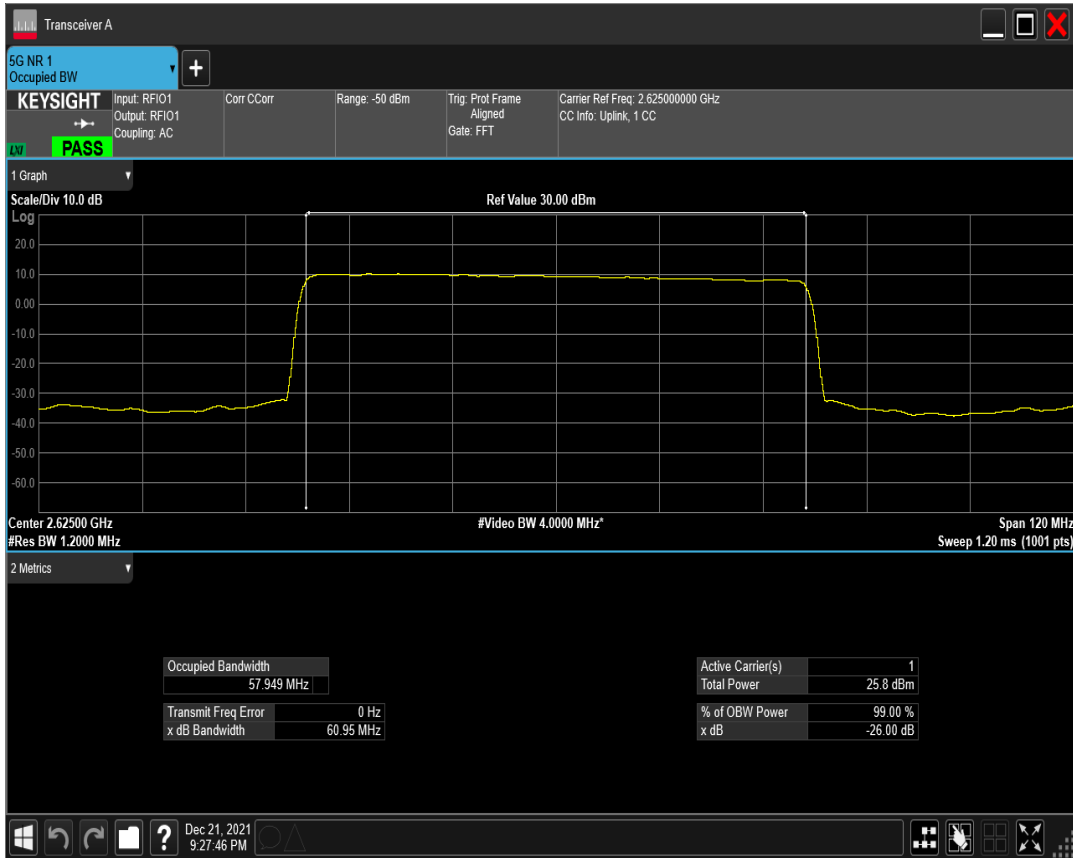 Transceiver A
5G NR 1
Occupied BW
+
KEYSIGHT
LXI
PASS
Input: RFIO1
Output: RFIO1
Coupling: AC
Corr CCorr
Range: -50 dBm
Trig: Prot Frame
Aligned
Gate: FFT
Carrier Ref Freq: 2.625000000 GHz
CC Info: Uplink, 1 CC
1 Graph
Scale/Div 10.0 dB
Ref Value 30.00 dBm
Log
20.0
10.0
0.00
-10.0
-20.0
-30.0
-40.0
-50.0
-60.0
Center 2.62500 GHz
#Video BW 4.0000 MHz*
Span 120 MHz
#Res BW 1.2000 MHz
Sweep 1.20 ms (1001 pts)
2 Metrics
Occupied Bandwidth
57.949 MHz
Transmit Freq Error 0 Hz
x dB Bandwidth 60.95 MHz
Active Carrier(s) 1
Total Power 25.8 dBm
% of OBW Power 99.00 %
x dB -26.00 dB
?
Dec 21, 2021
9:27:46 PM